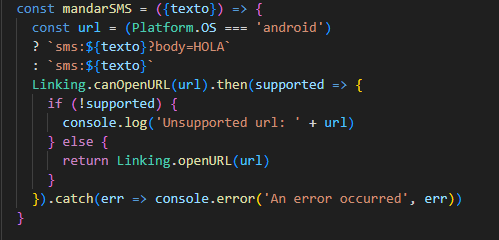 const mandarSMS = ({texto}) => {
const url = (Platform.OS === 'android')
? `sms:${texto}?body=HOLA`
: `sms:${texto}`
Linking.canOpenURL(url).then(supported => {
if (!supported) {
console.log('Unsupported url: ' + url)
} else {
return Linking.openURL(url)
}
}).catch(err => console.error('An error occurred', err))
}